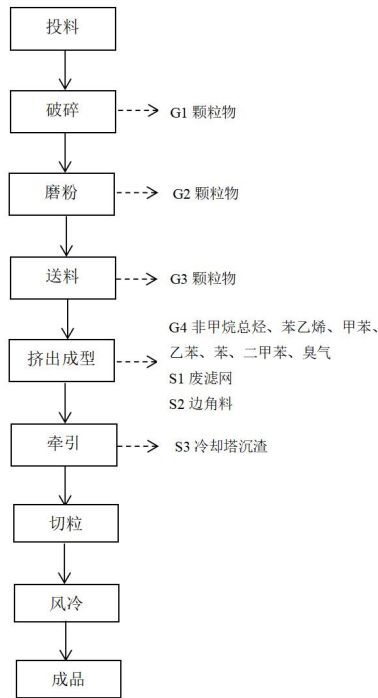 投料
破碎
G1 颗粒物
磨粉
G2 颗粒物
送料
G3 颗粒物
挤出成型
G4 非甲烷总烃、苯乙烯、甲苯、
乙苯、苯、二甲苯、臭气
S1 废滤网
S2 边角料
牵引
S3 冷却塔沉渣
切粒
风冷
成品